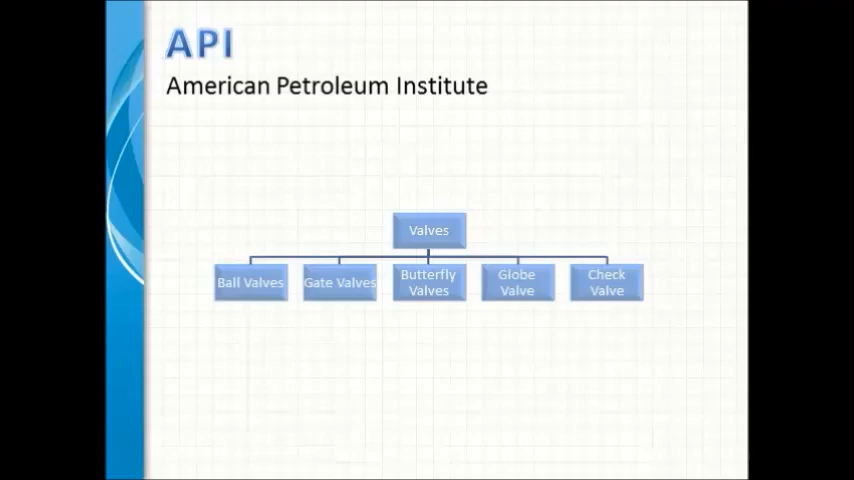 API
American Petroleum Institute
Valves
Ball Valves
Gate Valves
Butterfly
Valves
Globe
Valve
Check
Valve